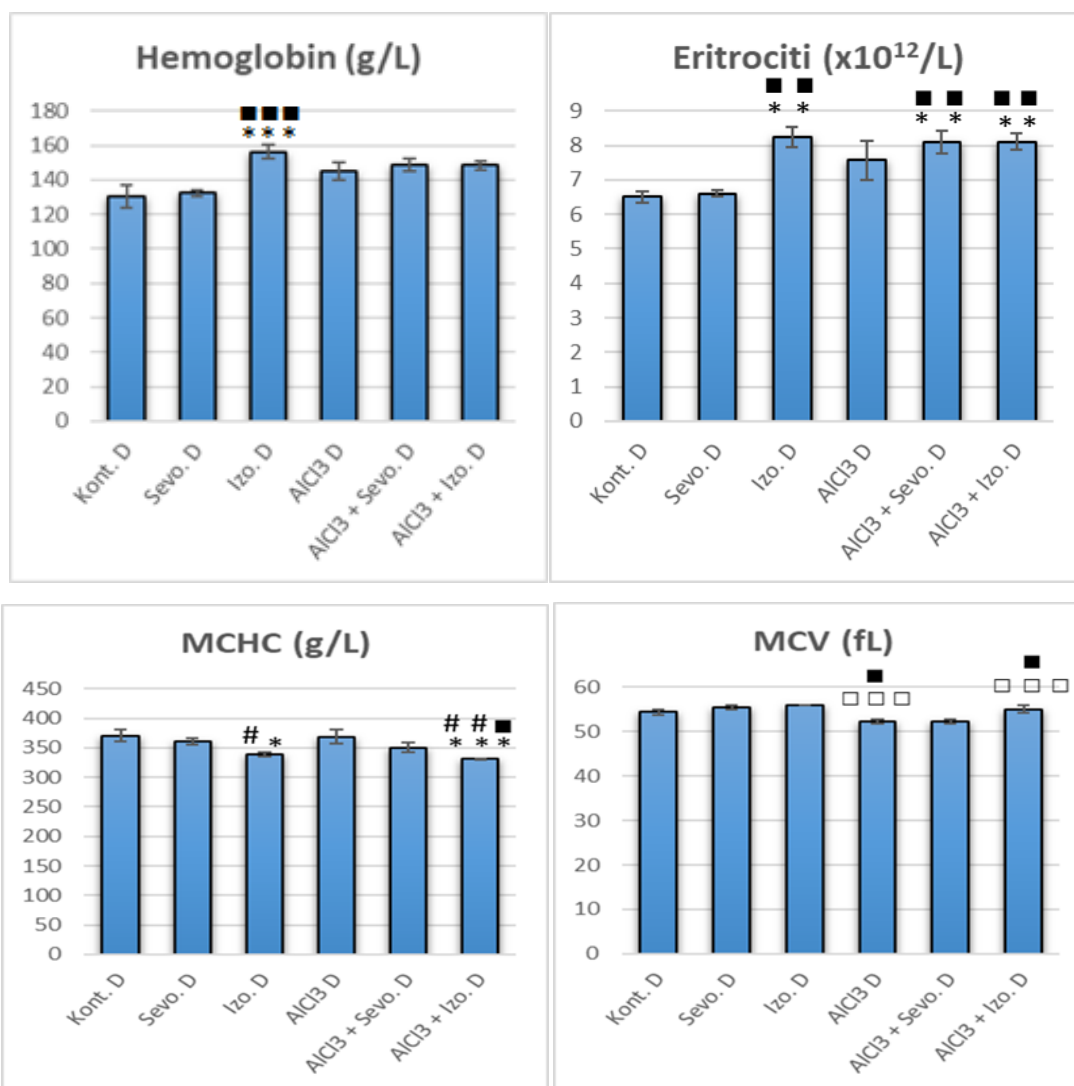 Hemoglobin (g/L)
■■■
***
180
160
140
120
100
80
60
40
20
0
Kont. D
Sevo. D
Izo. D
AlCl3 D
AlCl3 + Sevo. D
AlCl3 + Izo. D
Eritrociti (x10¹²/L)
■ ■ ■ ■ ■ ■
* * * * * *
9
8
7
6
5
4
3
2
1
0
Kont. D
Sevo. D
Izo. D
AlCl3 D
AlCl3 + Sevo. D
AlCl3 + Izo. D
MCHC (g/L)
450
400
350
300
250
200
150
100
50
0
# *
# # ■
* * *
Kont. D
Sevo. D
Izo. D
AlCl3 D
AlCl3 + Sevo. D
AlCl3 + Izo. D
MCV (fL)
■ ■
□ □ □ □ □ □
60
50
40
30
20
10
0
Kont. D
Sevo. D
Izo. D
AlCl3 D
AlCl3 + Sevo. D
AlCl3 + Izo. D